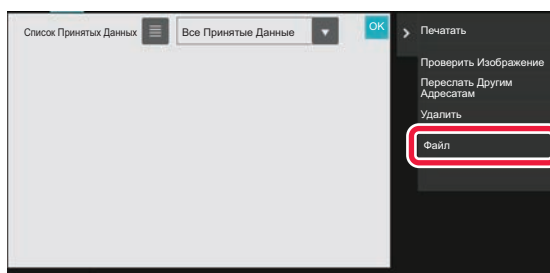 Список Принятых Данных
Все Принятые Данные
OK
Печатать
Проверить Изображение
Переслать Другим
Адресатам
Удалить
Файл